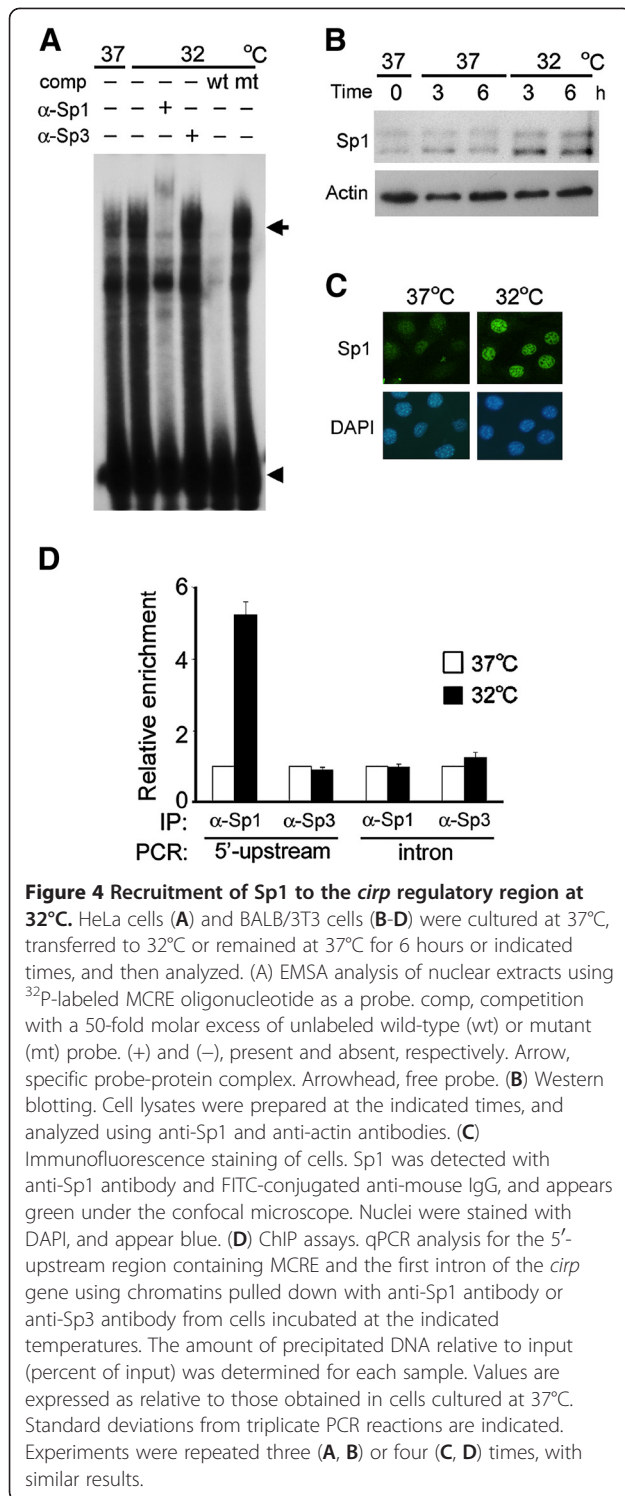 A
37 32 °C
comp – – – – wt mt
α-Sp1 – – + – – –
α-Sp3 – – – + – –
B
37 37 32 °C
Time 0 3 6 3 6 h
Sp1
Actin
C
37°C 32°C
Sp1
DAPI
D
Relative enrichment
6
4
2
0
37°C
32°C
IP: α-Sp1 α-Sp3 α-Sp1 α-Sp3
PCR: 5’-upstream intron
Figure 4 Recruitment of Sp1 to the cirp regulatory region at
32°C. HeLa cells (A) and BALB/3T3 cells (B-D) were cultured at 37°C,
transferred to 32°C or remained at 37°C for 6 hours or indicated
times, and then analyzed. (A) EMSA analysis of nuclear extracts using
³²P-labeled MCRE oligonucleotide as a probe. comp, competition
with a 50-fold molar excess of unlabeled wild-type (wt) or mutant
(mt) probe. (+) and (−), present and absent, respectively. Arrow,
specific probe-protein complex. Arrowhead, free probe. (B) Western
blotting. Cell lysates were prepared at the indicated times, and
analyzed using anti-Sp1 and anti-actin antibodies. (C)
Immunofluorescence staining of cells. Sp1 was detected with
anti-Sp1 antibody and FITC-conjugated anti-mouse IgG, and appears
green under the confocal microscope. Nuclei were stained with
DAPI, and appear blue. (D) ChIP assays. qPCR analysis for the 5′-
upstream region containing MCRE and the first intron of the cirp
gene using chromatins pulled down with anti-Sp1 antibody or
anti-Sp3 antibody from cells incubated at the indicated
temperatures. The amount of precipitated DNA relative to input
(percent of input) was determined for each sample. Values are
expressed as relative to those obtained in cells cultured at 37°C.
Standard deviations from triplicate PCR reactions are indicated.
Experiments were repeated three (A, B) or four (C, D) times, with
similar results.